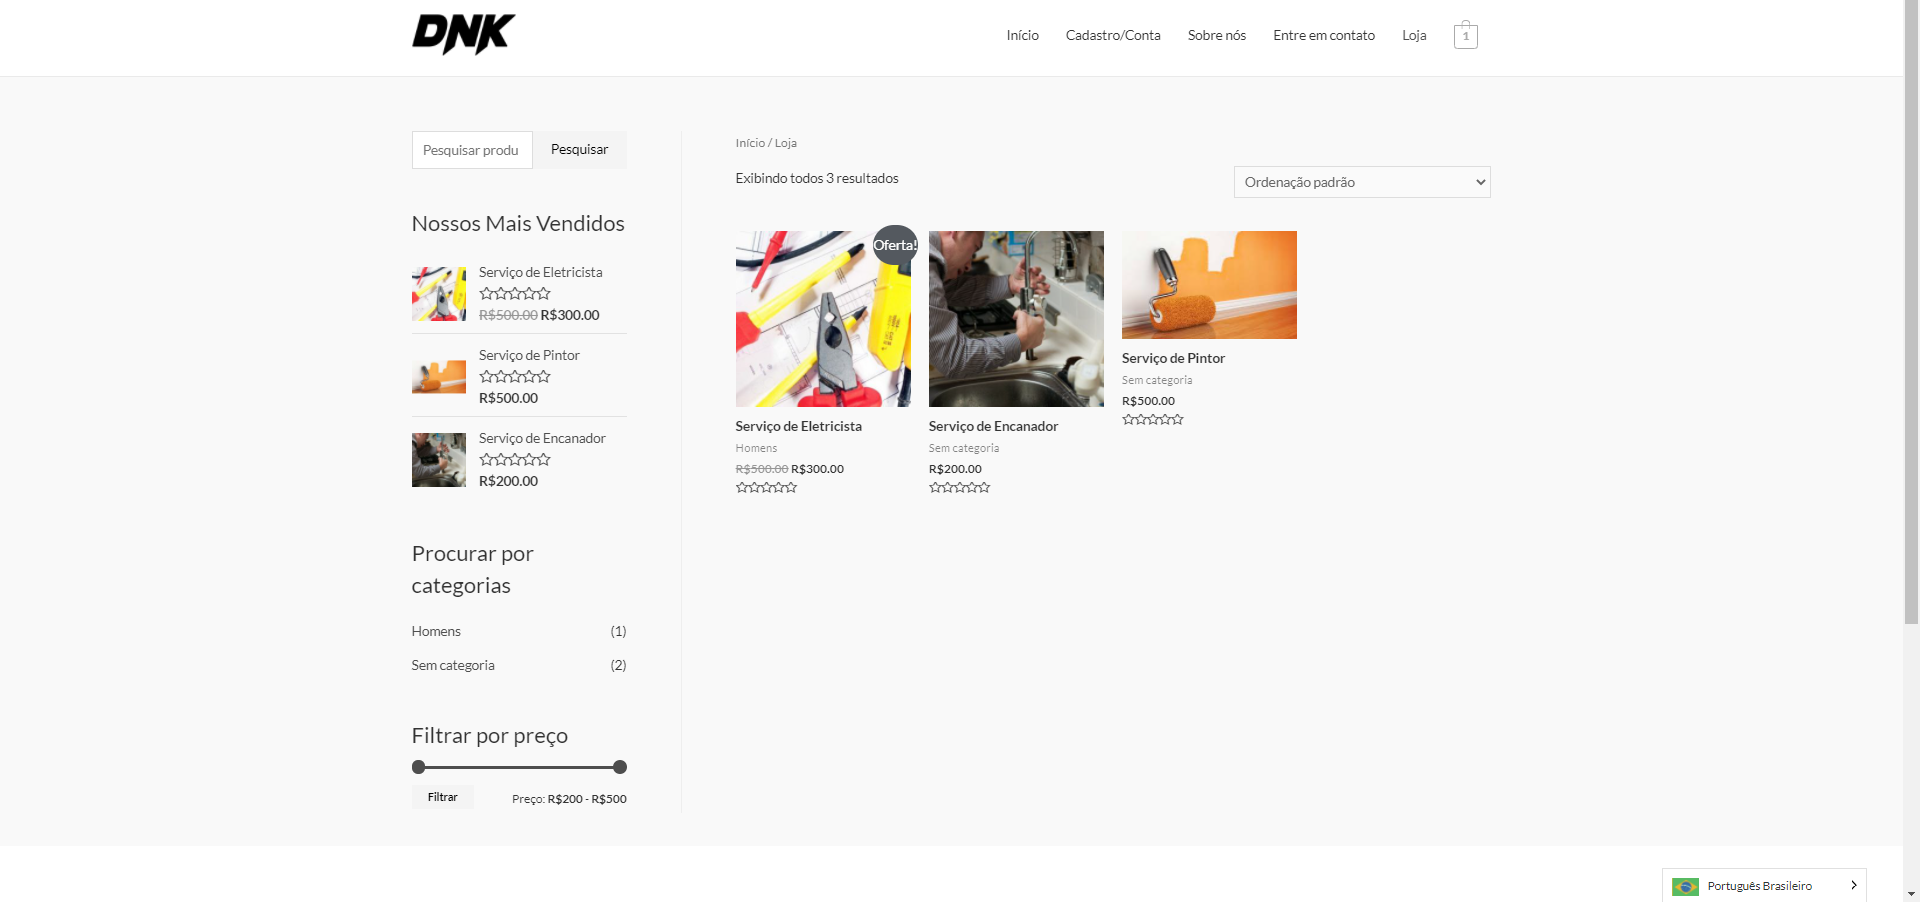 DNK
Início
Cadastro/Conta
Sobre nós
Entre em contato
Loja
1
Pesquisar produ
Pesquisar
Nossos Mais Vendidos
Serviço de Eletricista
R$500.00 R$300.00
Serviço de Pintor
R$500.00
Serviço de Encanador
R$200.00
Procurar por
categorias
Homens (1)
Sem categoria (2)
Filtrar por preço
Filtrar
Preço: R$200 - R$500
Início / Loja
Exibindo todos 3 resultados
Ordenação padrão
Oferta!
Serviço de Eletricista
Homens
R$500.00 R$300.00
Serviço de Encanador
Sem categoria
R$200.00
Serviço de Pintor
Sem categoria
R$500.00
Português Brasileiro